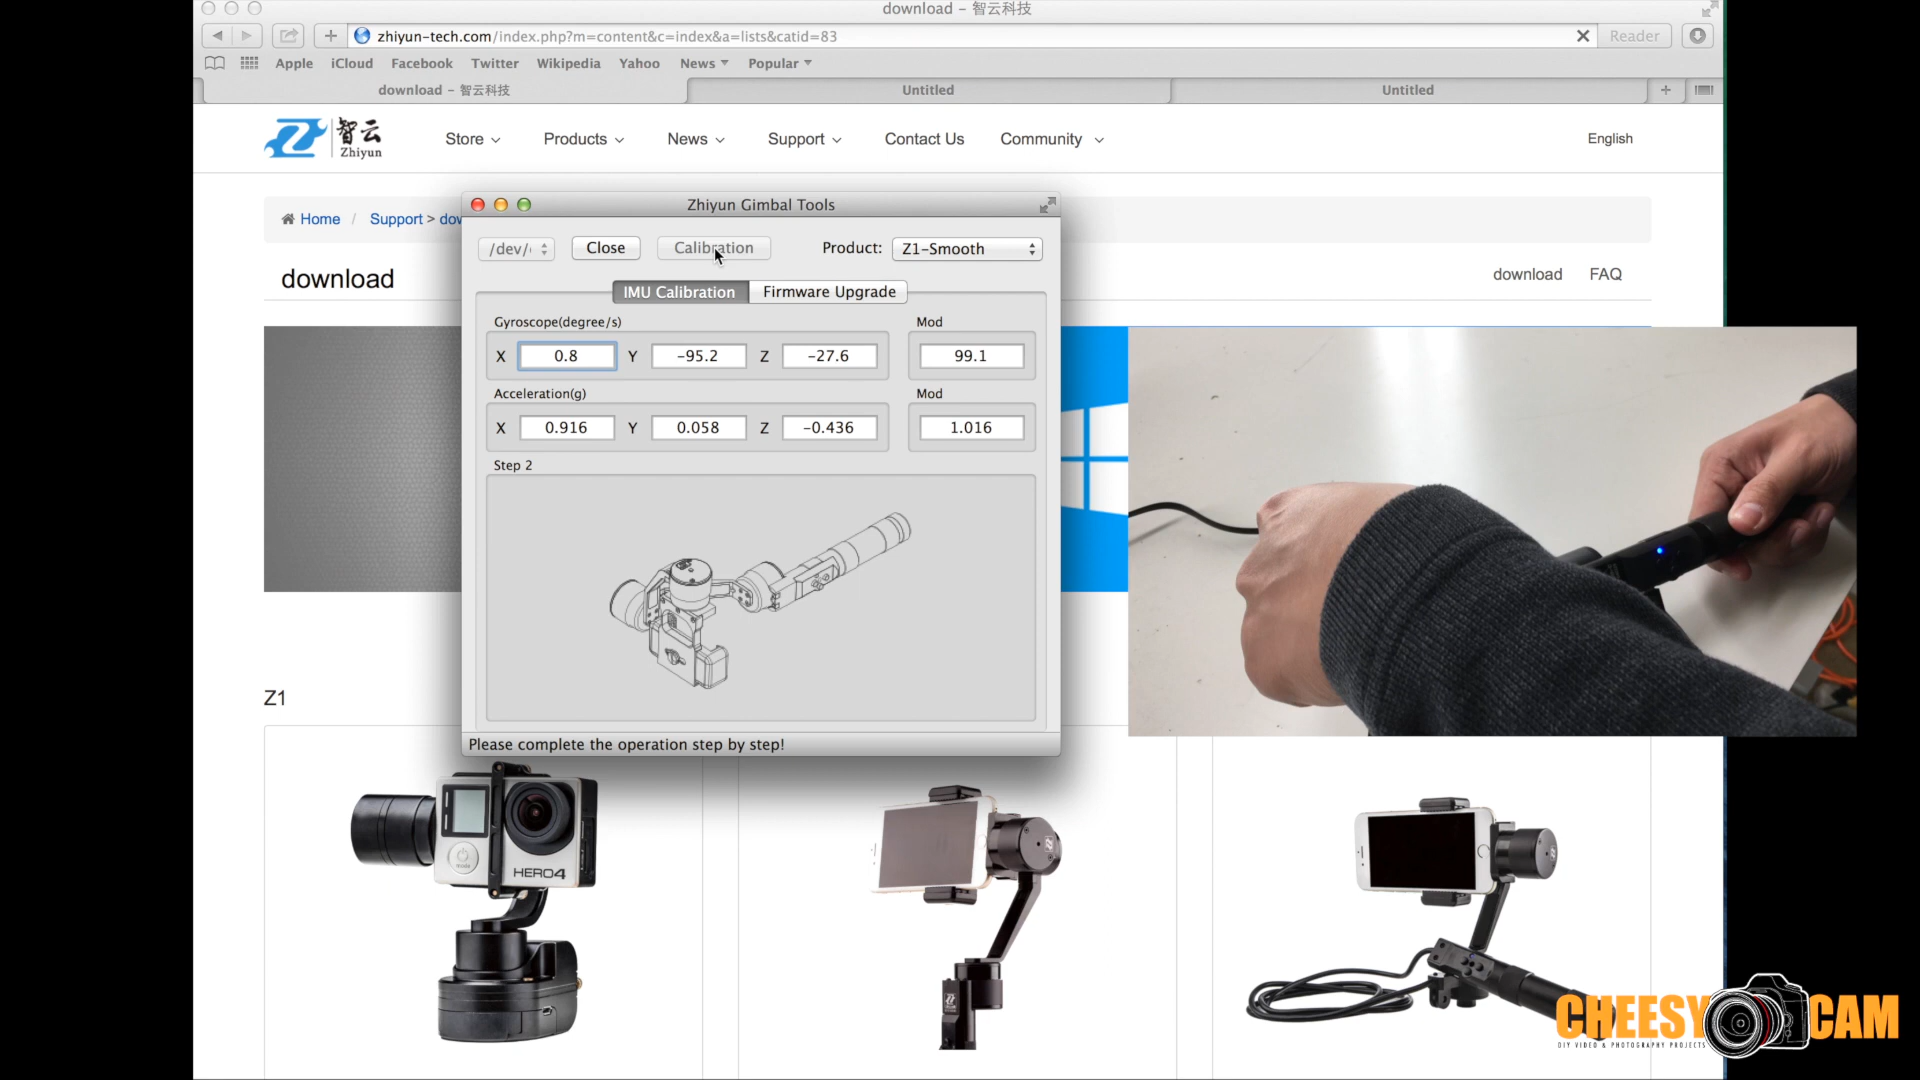 download – 智云科技
zhiyun-tech.com/index.php?m=content&c=index&a=lists&catid=83
Reader
Apple iCloud Facebook Twitter Wikipedia Yahoo News Popular
download – 智云科技 Untitled Untitled
智云
Zhiyun
Store Products News Support Contact Us Community English
Home / Support > dow
Zhiyun Gimbal Tools
/dev/ Close Calibration Product: Z1-Smooth
download
download FAQ
IMU Calibration Firmware Upgrade
Gyroscope(degree/s) Mod
X 0.8 Y -95.2 Z -27.6 99.1
Acceleration(g) Mod
X 0.916 Y 0.058 Z -0.436 1.016
Step 2
Z1
Please complete the operation step by step!
mode
HERO4
CHEESYCAM
DIY VIDEO & PHOTOGRAPHY PROJECTS